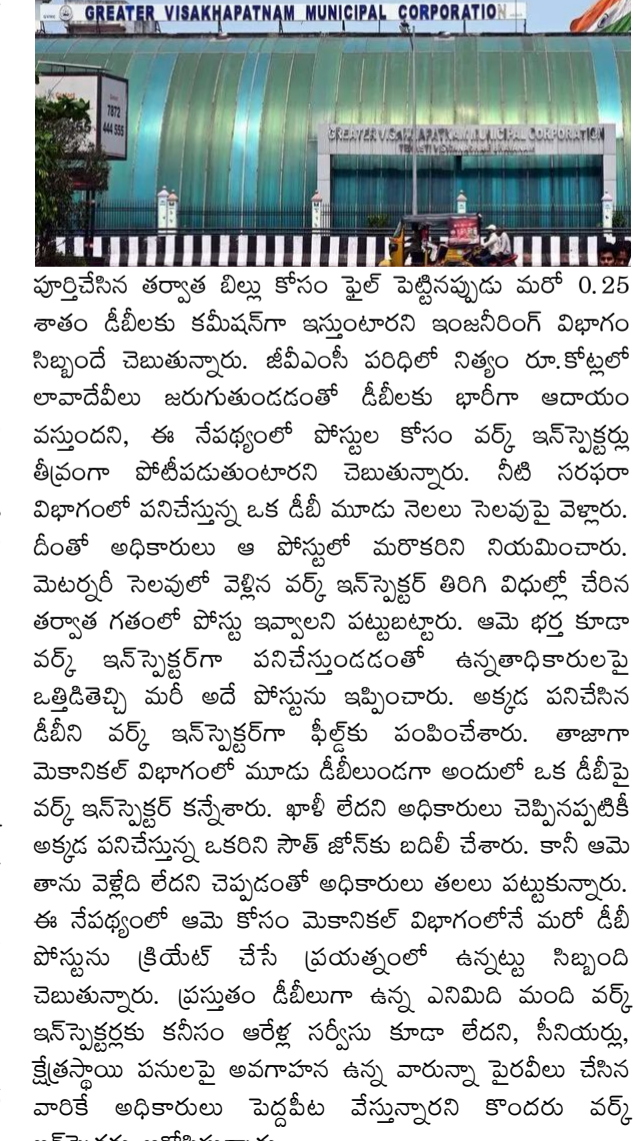 GREATER VISAKHAPATNAM MUNICIPAL CORPORATION
7872
444 555
GREATER VISAKHAPATNAM MUNICIPAL CORPORATION
పూర్తిచేసిన తర్వాత బిల్లు కోసం ఫైల్ పెట్టినప్పుడు మరో 0.25
శాతం డీబీలకు కమీషన్‌గా ఇస్తుంటారని ఇంజనీరింగ్ విభాగం
సిబ్బందే చెబుతున్నారు. జీవీఎంసీ పరిధిలో నిత్యం రూ.కోట్లలో
లావాదేవీలు జరుగుతుండడంతో డీబీలకు భారీగా ఆదాయం
వస్తుందని, ఈ నేపథ్యంలో పోస్టుల కోసం వర్క్ ఇన్‌స్పెక్టర్లు
తీవ్రంగా పోటీపడుతుంటారని చెబుతున్నారు. నీటి సరఫరా
విభాగంలో పనిచేస్తున్న ఒక డీబీ మూడు నెలలు సెలవుపై వెళ్లారు.
దీంతో అధికారులు ఆ పోస్టులో మరొకరిని నియమించారు.
మెటర్నరీ సెలవులో వెళ్లిన వర్క్ ఇన్‌స్పెక్టర్ తిరిగి విధుల్లో చేరిన
తర్వాత గతంలో పోస్టు ఇవ్వాలని పట్టుబట్టారు. ఆమె భర్త కూడా
వర్క్ ఇన్‌స్పెక్టర్‌గా పనిచేస్తుండడంతో ఉన్నతాధికారులపై
ఒత్తిడితెచ్చి మరీ అదే పోస్టును ఇప్పించారు. అక్కడ పనిచేసిన
డీబీని వర్క్ ఇన్‌స్పెక్టర్‌గా ఫీల్డ్‌కు పంపించేశారు. తాజాగా
మెకానికల్ విభాగంలో మూడు డీబీలుండగా అందులో ఒక డీబీపై
వర్క్ ఇన్‌స్పెక్టర్ కన్నేశారు. ఖాళీ లేదని అధికారులు చెప్పినప్పటికీ
అక్కడ పనిచేస్తున్న ఒకరిని సౌత్ జోన్‌కు బదిలీ చేశారు. కానీ ఆమె
తాను వెళ్లేది లేదని చెప్పడంతో అధికారులు తలలు పట్టుకున్నారు.
ఈ నేపథ్యంలో ఆమె కోసం మెకానికల్ విభాగంలోనే మరో డీబీ
పోస్టును క్రియేట్ చేసే ప్రయత్నంలో ఉన్నట్టు సిబ్బంది
చెబుతున్నారు. ప్రస్తుతం డీబీలుగా ఉన్న ఎనిమిది మంది వర్క్
ఇన్‌స్పెక్టర్లకు కనీసం ఆరేళ్ల సర్వీసు కూడా లేదని, సీనియర్లు,
క్షేత్రస్థాయి పనులపై అవగాహన ఉన్న వారున్నా పైరవీలు చేసిన
వారికే అధికారులు పెద్దపీట వేస్తున్నారని కొందరు వర్క్